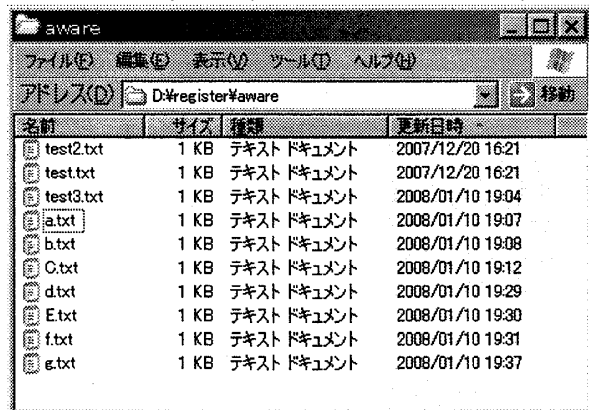 aware
ファイル(F) 編集(E) 表示(V) ツール(T) ヘルプ(H)
アドレス(D) D:¥register¥aware 移動
名前 サイズ 種類 更新日時
test2.txt 1 KB テキスト ドキュメント 2007/12/20 16:21
test.txt 1 KB テキスト ドキュメント 2007/12/20 16:21
test3.txt 1 KB テキスト ドキュメント 2008/01/10 19:04
a.txt 1 KB テキスト ドキュメント 2008/01/10 19:07
b.txt 1 KB テキスト ドキュメント 2008/01/10 19:08
C.txt 1 KB テキスト ドキュメント 2008/01/10 19:12
d.txt 1 KB テキスト ドキュメント 2008/01/10 19:29
E.txt 1 KB テキスト ドキュメント 2008/01/10 19:30
f.txt 1 KB テキスト ドキュメント 2008/01/10 19:31
g.txt 1 KB テキスト ドキュメント 2008/01/10 19:37